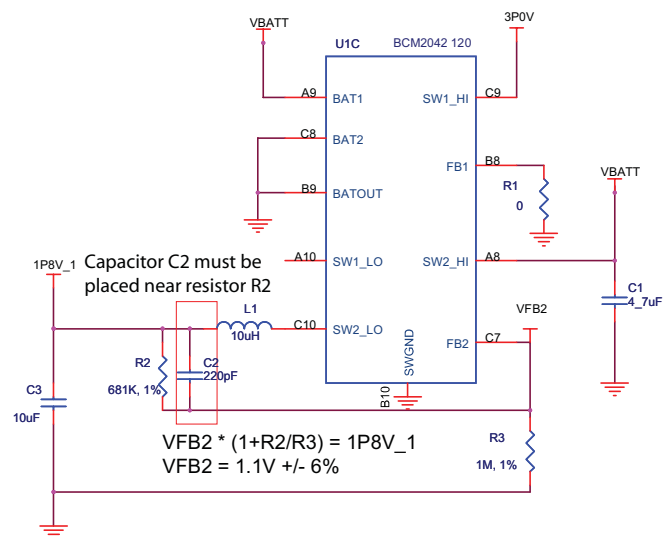 3P0V
VBATT
U1C
BCM2042 120
A9
BAT1
SW1_HI
C9
C8
BAT2
B8
FB1
R1
0
VBATT
B9
BATOUT
1P8V_1
Capacitor C2 must be
placed near resistor R2
A10
SW1_LO
SW2_HI
A8
C1
4_7uF
L1
10uH
C10
SW2_LO
VFB2
FB2
C7
SWGND
B10
R2
681K, 1%
C2
220pF
C3
10uF
VFB2 * (1+R2/R3) = 1P8V_1
VFB2 = 1.1V +/- 6%
R3
1M, 1%